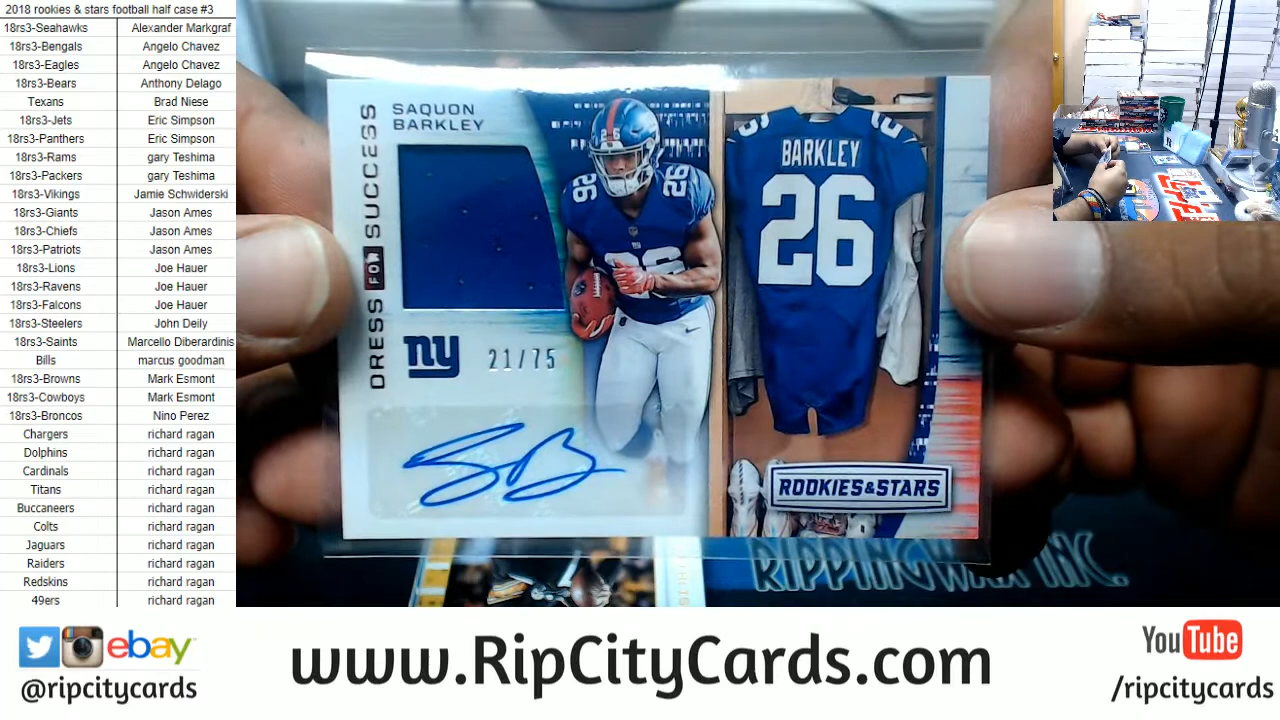 2018 rookies & stars football half case #3
18rs3-Seahawks Alexander Markgraf
18rs3-Bengals Angelo Chavez
18rs3-Eagles Angelo Chavez
18rs3-Bears Anthony Delago
Texans Brad Niese
18rs3-Jets Eric Simpson
18rs3-Panthers Eric Simpson
18rs3-Rams gary Teshima
18rs3-Packers gary Teshima
18rs3-Vikings Jamie Schwiderski
18rs3-Giants Jason Ames
18rs3-Chiefs Jason Ames
18rs3-Patriots Jason Ames
18rs3-Lions Joe Hauer
18rs3-Ravens Joe Hauer
18rs3-Falcons Joe Hauer
18rs3-Steelers John Deily
18rs3-Saints Marcello Diberardinis
Bills marcus goodman
18rs3-Browns Mark Esmont
18rs3-Cowboys Mark Esmont
18rs3-Broncos Nino Perez
Chargers richard ragan
Dolphins richard ragan
Cardinals richard ragan
Titans richard ragan
Buccaneers richard ragan
Colts richard ragan
Jaguars richard ragan
Raiders richard ragan
Redskins richard ragan
49ers richard ragan
DRESS FOR SUCCESS
SAQUON
BARKLEY
ny
21/75
26
26
26
BARKLEY
26
ROOKIES & STARS
RIPPINGWAX INC.
ebay
@ripcitycards
www.RipCityCards.com
YouTube
/ripcitycards